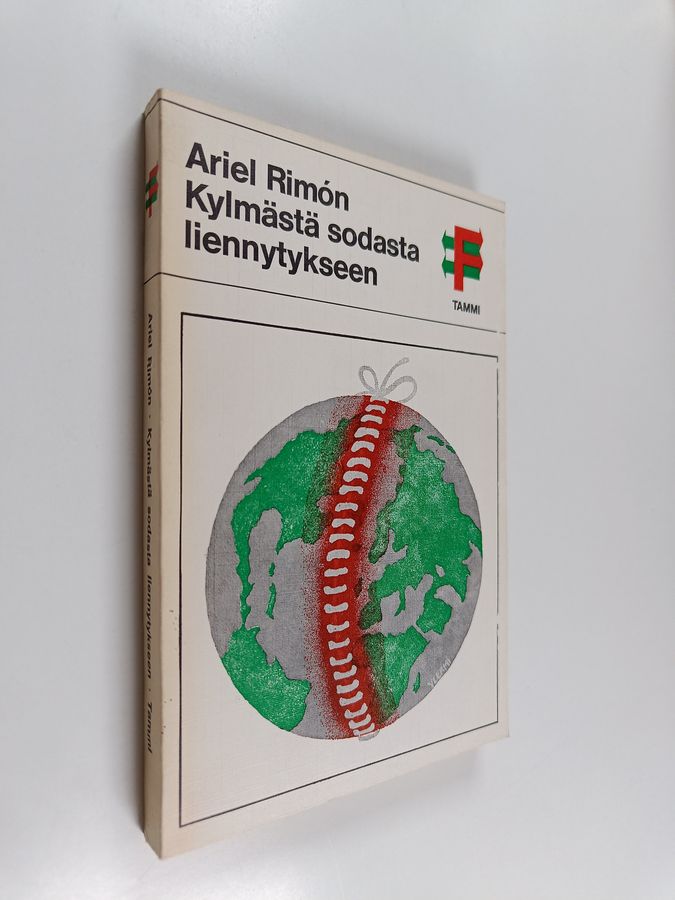 Ariel Rimón
Kylmästä sodasta
liennytykseen
F
TAMMI
Ariel Rimón · Kylmästä sodasta liennytykseen · Tammi